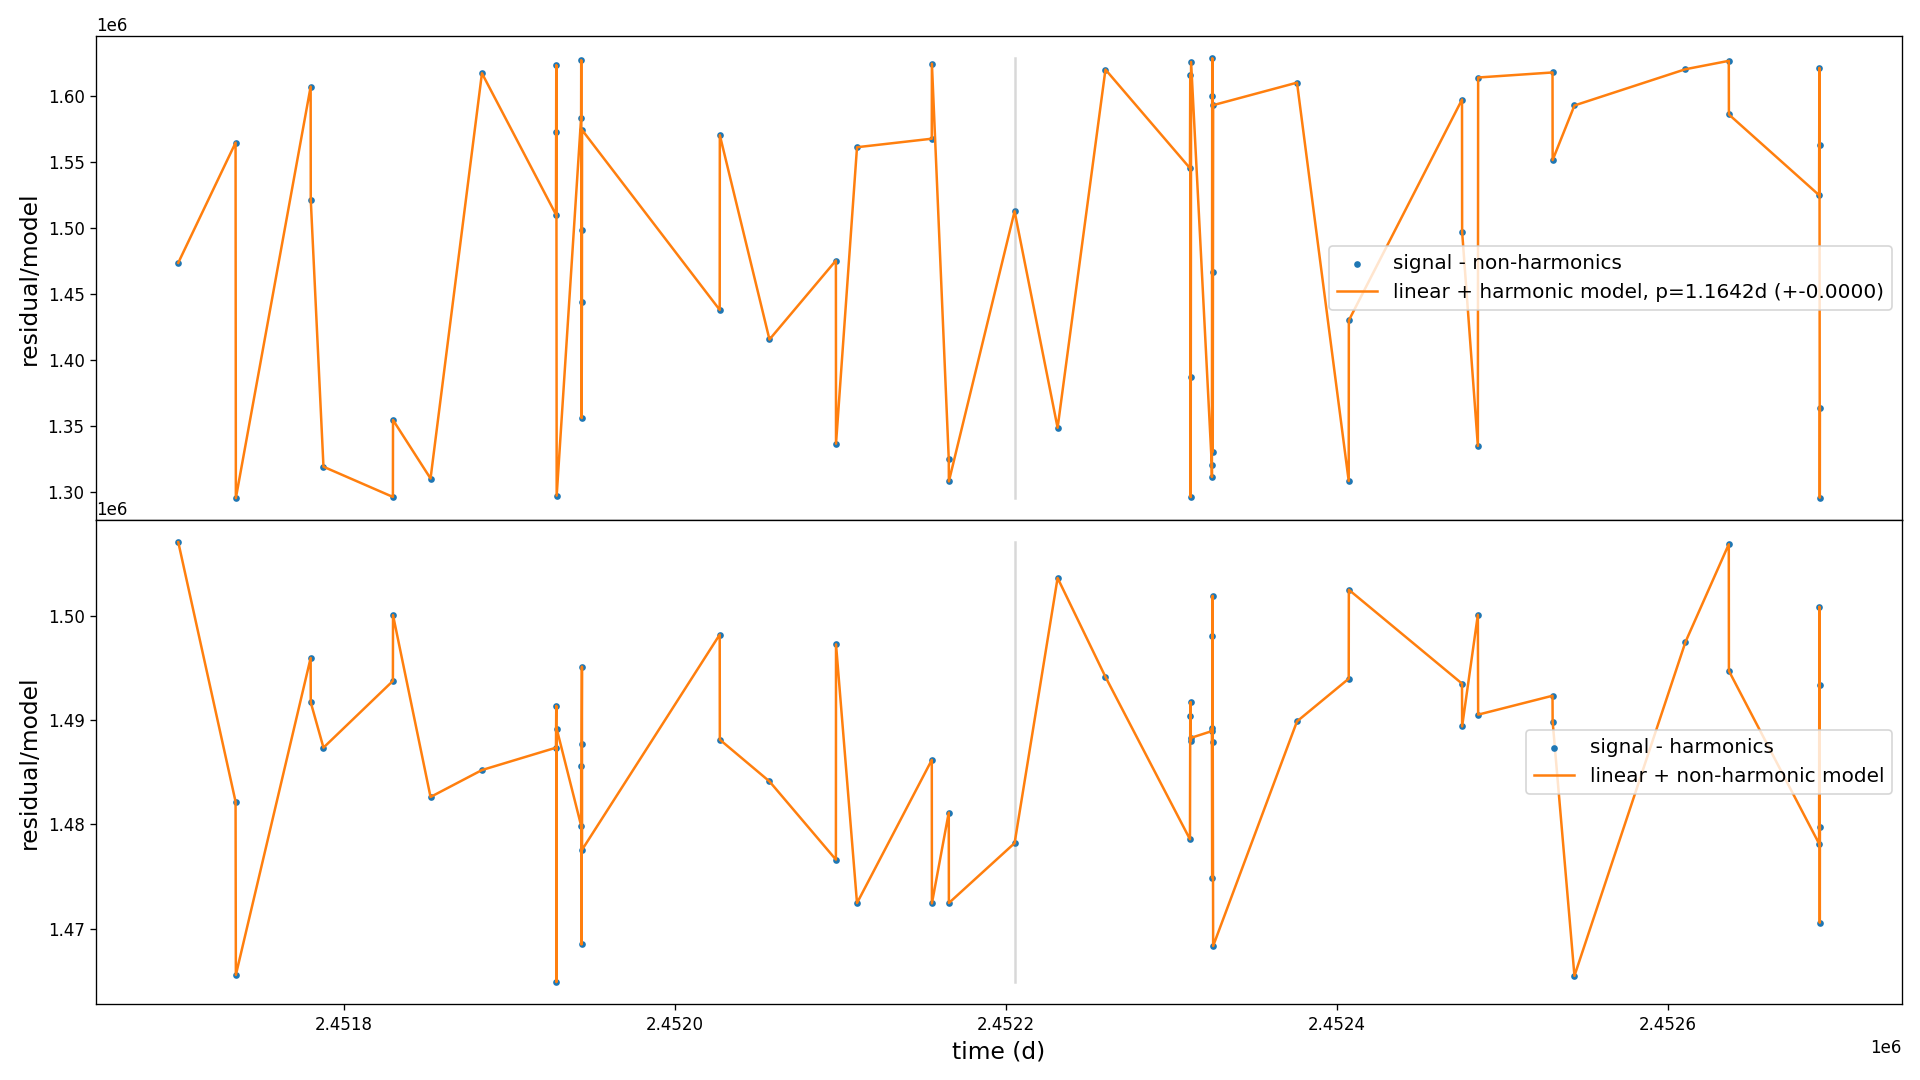 1e6
1.60
1.55
1.50
1.45
1.40
1.35
1.30
residual/model
signal - non-harmonics
linear + harmonic model, p=1.1642d (+-0.0000)
1e6
1.50
1.49
1.48
1.47
residual/model
signal - harmonics
linear + non-harmonic model
2.4518
2.4520
2.4522
2.4524
2.4526
time (d)
1e6